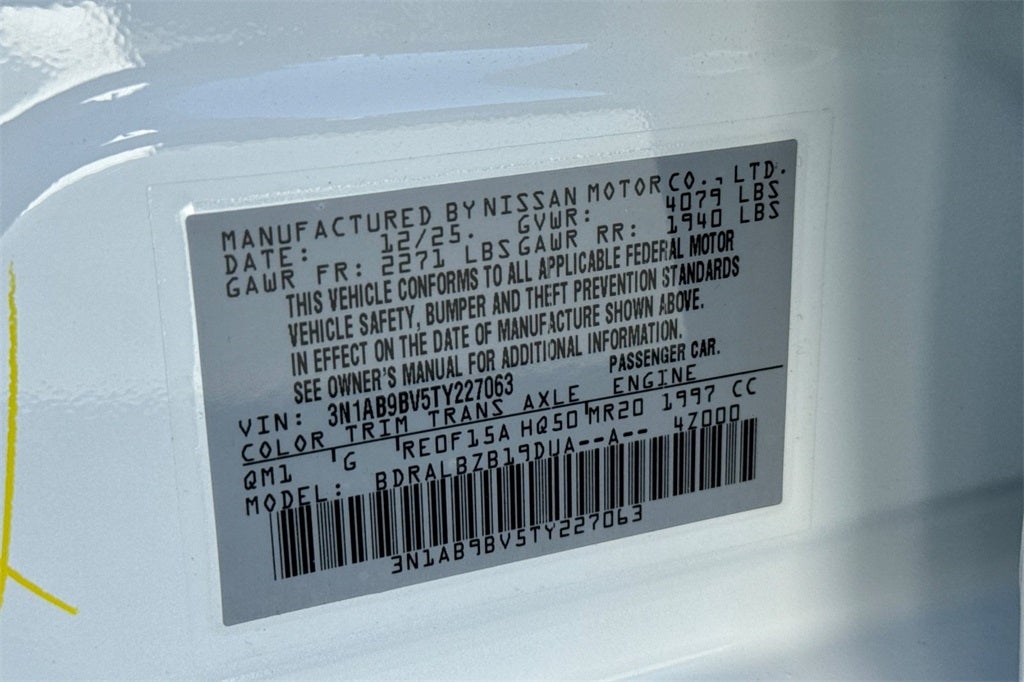 MANUFACTURED BY NISSAN MOTOR CO., LTD.
DATE: 12/25. GVWR: 4079 LBS
GAWR FR: 2271 LBS GAWR RR: 1940 LBS
THIS VEHICLE CONFORMS TO ALL APPLICABLE FEDERAL MOTOR
VEHICLE SAFETY, BUMPER AND THEFT PREVENTION STANDARDS
IN EFFECT ON THE DATE OF MANUFACTURE SHOWN ABOVE.
SEE OWNER'S MANUAL FOR ADDITIONAL INFORMATION.
VIN: 3N1AB9BV5TY227063 PASSENGER CAR.
COLOR TRIM TRANS AXLE ENGINE
QM1 G RE0F15A HQ50 MR20 1997 CC
MODEL: BDRALBZB19DUA--A-- 4Z000
3N1AB9BV5TY227063